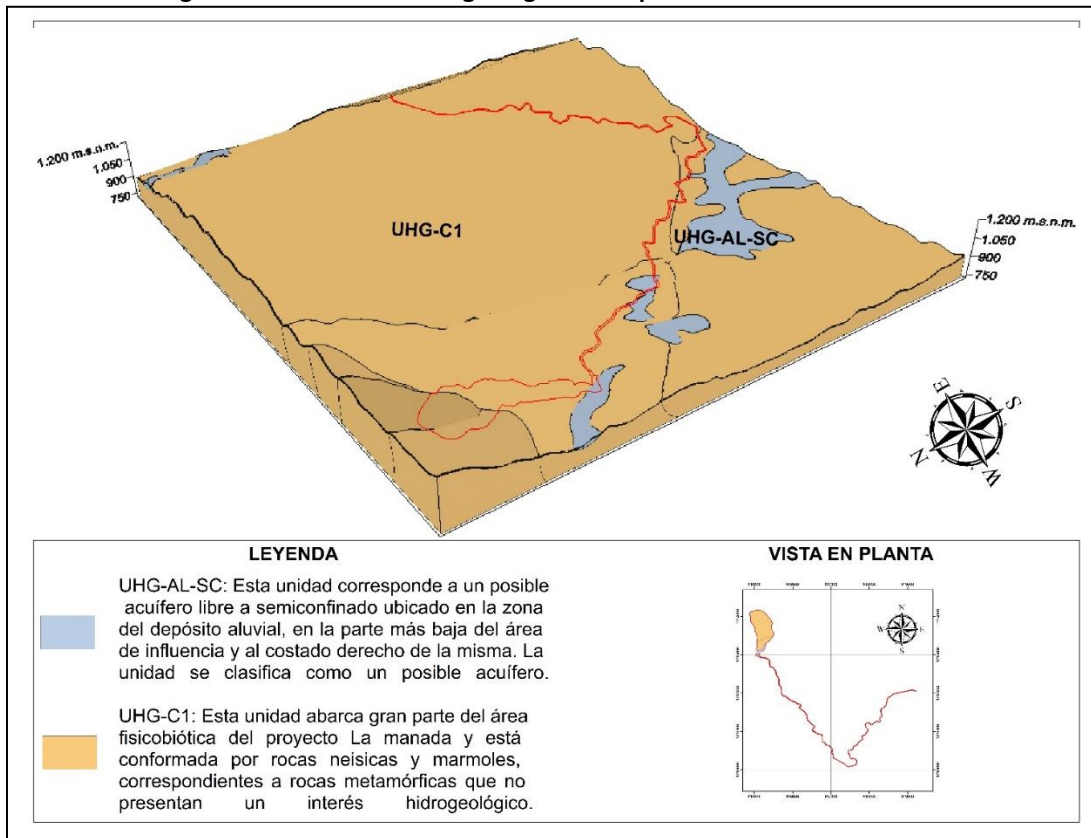 1.200 m.s.n.m.
1.050
900
750
UHG-C1
UHG-AL-SC
1.200 m.s.n.m.
1.050
900
750
E
S
N
W
LEYENDA
UHG-AL-SC: Esta unidad corresponde a un posible
acuífero libre a semiconfinado ubicado en la zona
del depósito aluvial, en la parte más baja del área
de influencia y al costado derecho de la misma. La
unidad se clasifica como un posible acuífero.
UHG-C1: Esta unidad abarca gran parte del área
fisicobiótica del proyecto La manada y está
conformada por rocas neisicas y marmoles,
correspondientes a rocas metamórficas que no
presentan un interés hidrogeológico.
VISTA EN PLANTA
N
W
E
S